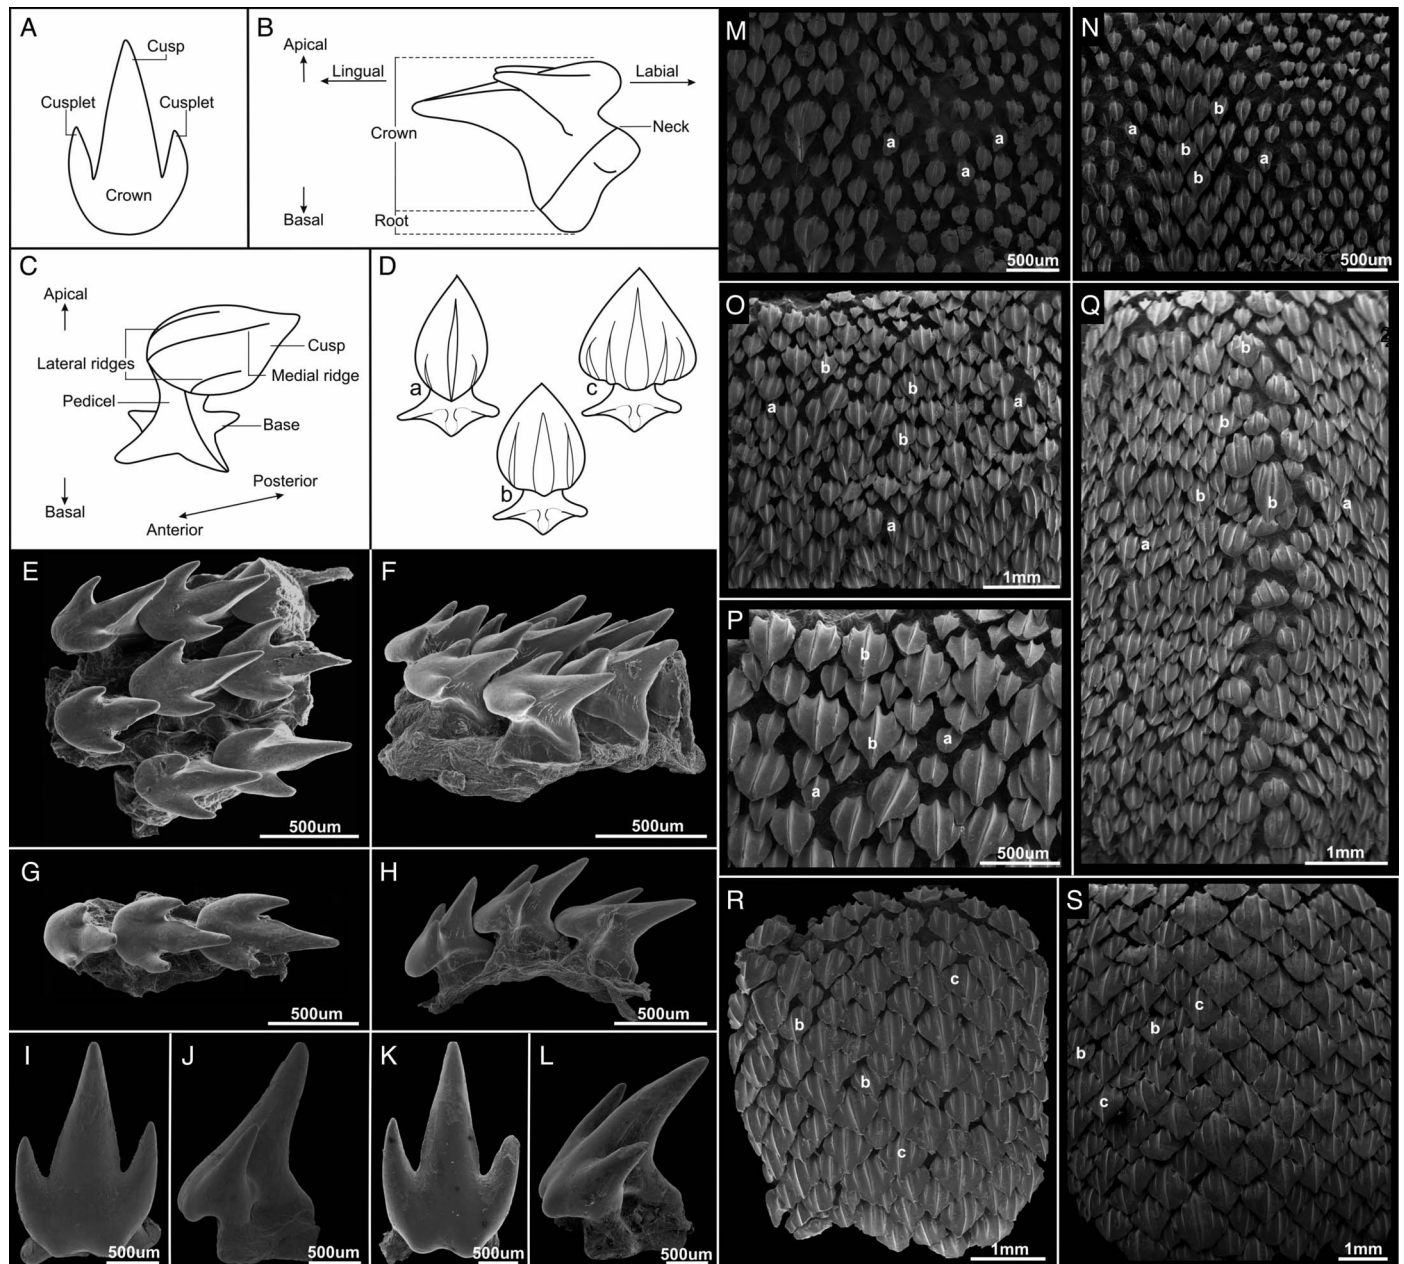 A
Cusp
Cusplet
Cusplet
Crown
B
Apical
Lingual
Labial
Crown
Neck
Basal
Root
C
Apical
Lateral ridges
Cusp
Medial ridge
Pedicel
Base
Basal
Posterior
Anterior
D
a
c
b
E
500um
F
500um
G
500um
H
500um
I
500um
J
500um
K
500um
L
500um
M
a
a
a
500um
N
b
a
b
a
b
500um
O
b
b
a
a
b
a
1mm
P
b
b
a
a
500um
Q
b
b
b
b
a
a
1mm
R
c
b
b
c
1mm
S
c
b
b
c
1mm